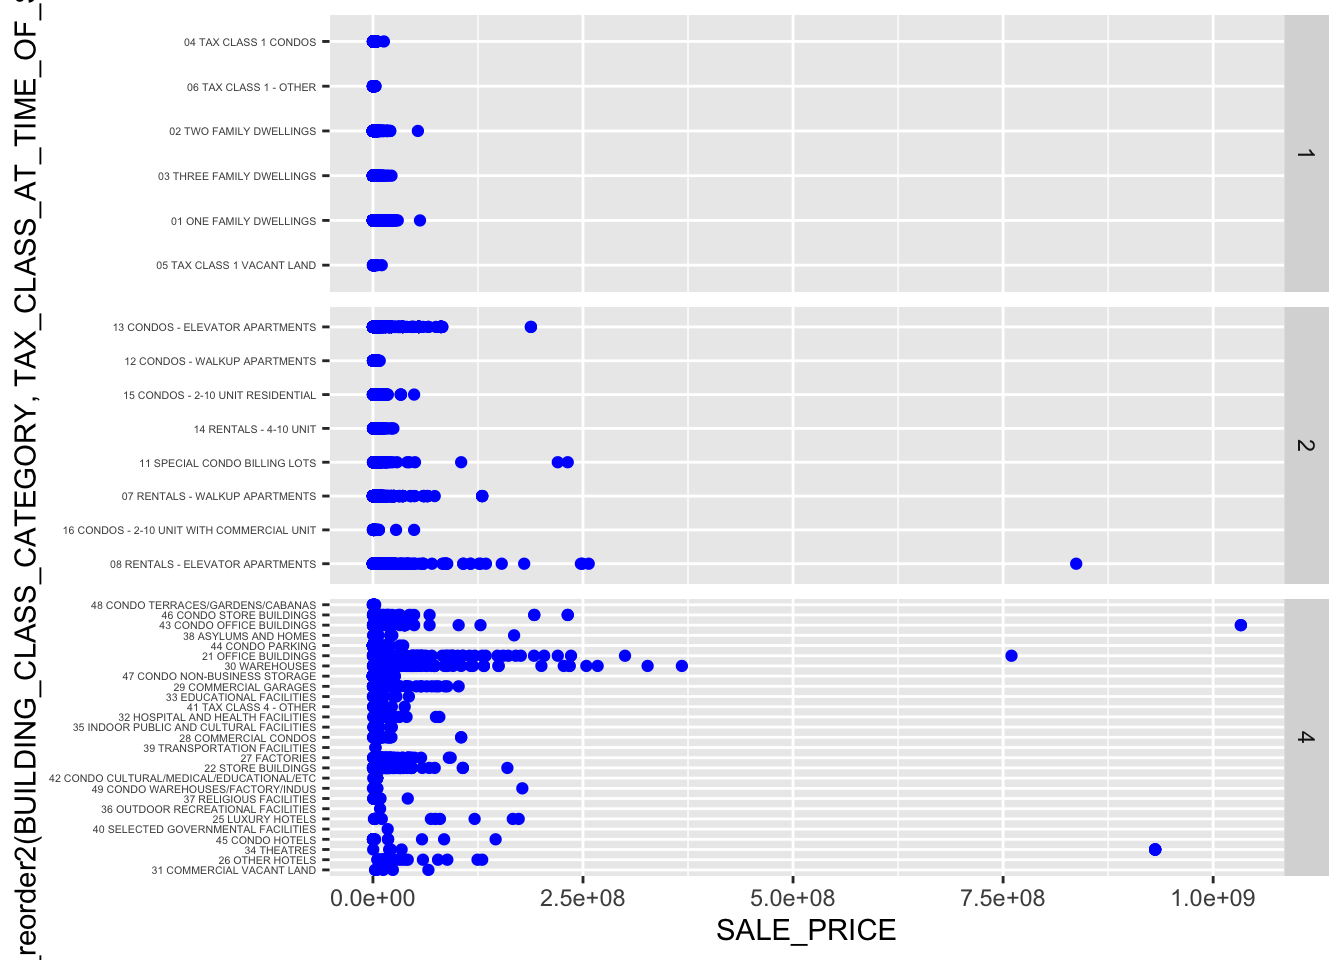 _reorder2(BUILDING_CLASS_CATEGORY, TAX_CLASS_AT_TIME_OF_S
04 TAX CLASS 1 CONDOS
06 TAX CLASS 1 - OTHER
02 TWO FAMILY DWELLINGS
03 THREE FAMILY DWELLINGS
01 ONE FAMILY DWELLINGS
05 TAX CLASS 1 VACANT LAND
1
13 CONDOS - ELEVATOR APARTMENTS
12 CONDOS - WALKUP APARTMENTS
15 CONDOS - 2-10 UNIT RESIDENTIAL
14 RENTALS - 4-10 UNIT
11 SPECIAL CONDO BILLING LOTS
07 RENTALS - WALKUP APARTMENTS
16 CONDOS - 2-10 UNIT WITH COMMERCIAL UNIT
08 RENTALS - ELEVATOR APARTMENTS
2
48 CONDO TERRACES/GARDENS/CABANAS
46 CONDO STORE BUILDINGS
43 CONDO OFFICE BUILDINGS
38 ASYLUMS AND HOMES
44 CONDO PARKING
21 OFFICE BUILDINGS
30 WAREHOUSES
47 CONDO NON-BUSINESS STORAGE
29 COMMERCIAL GARAGES
33 EDUCATIONAL FACILITIES
41 TAX CLASS 4 - OTHER
32 HOSPITAL AND HEALTH FACILITIES
35 INDOOR PUBLIC AND CULTURAL FACILITIES
28 COMMERCIAL CONDOS
39 TRANSPORTATION FACILITIES
27 FACTORIES
22 STORE BUILDINGS
42 CONDO CULTURAL/MEDICAL/EDUCATIONAL/ETC
49 CONDO WAREHOUSES/FACTORY/INDUS
37 RELIGIOUS FACILITIES
36 OUTDOOR RECREATIONAL FACILITIES
25 LUXURY HOTELS
40 SELECTED GOVERNMENTAL FACILITIES
45 CONDO HOTELS
34 THEATRES
26 OTHER HOTELS
31 COMMERCIAL VACANT LAND
4
0.0e+00 2.5e+08 5.0e+08 7.5e+08 1.0e+09
SALE_PRICE